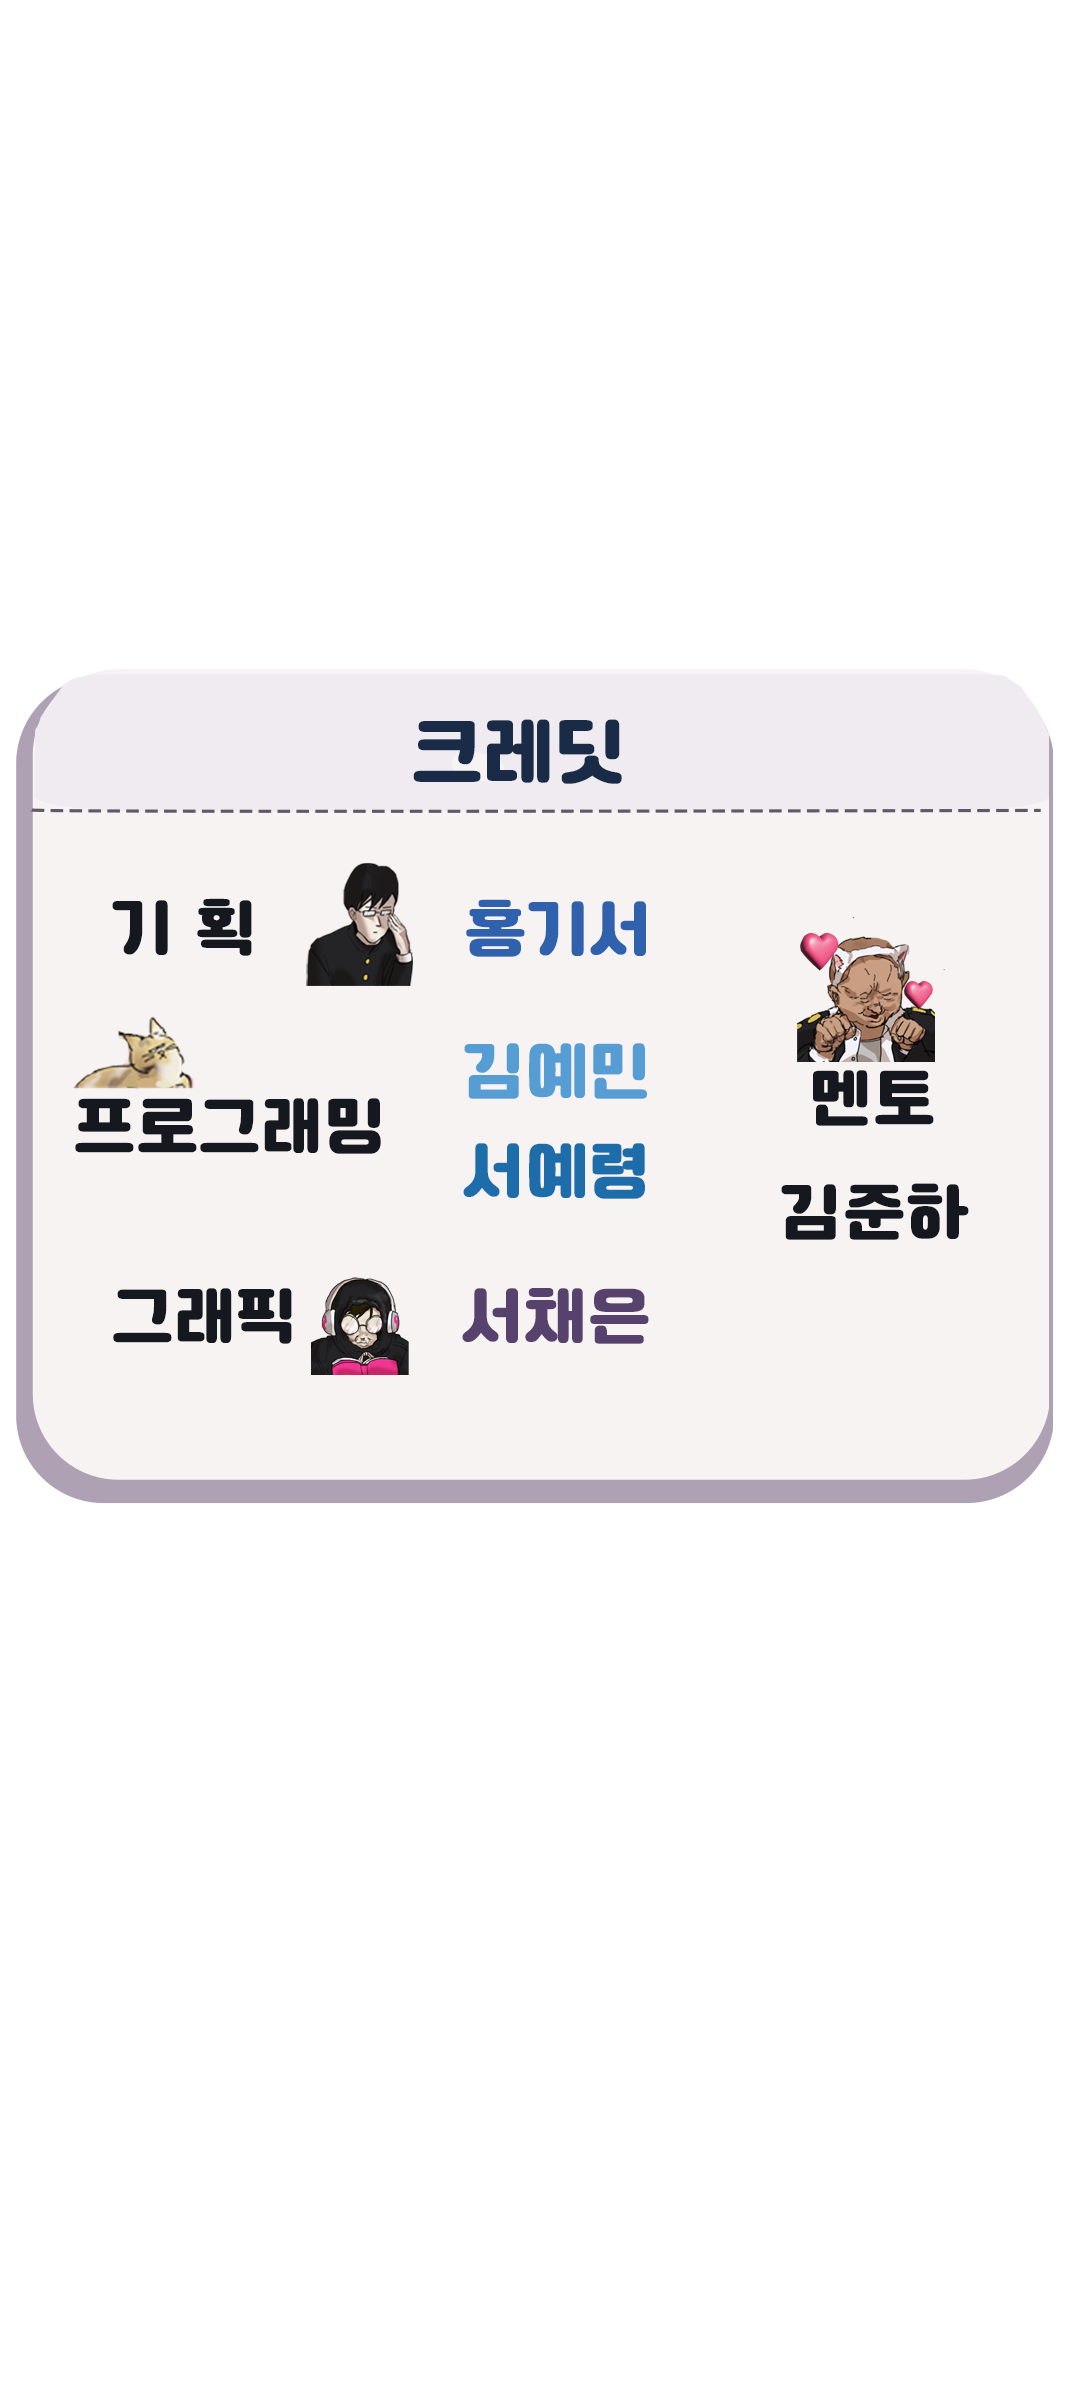 크레딧
기 획 홍기서
프로그래밍 김예민
서예령
그래픽 서채은
멘토
김준하